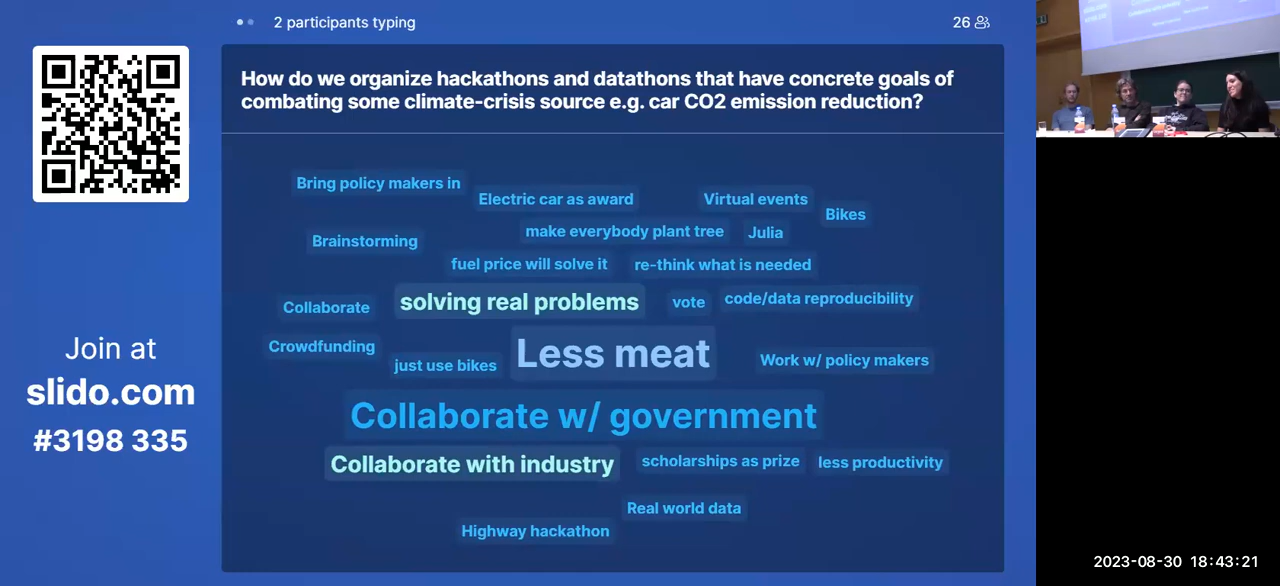 2 participants typing
26
How do we organize hackathons and datathons that have concrete goals of
combating some climate-crisis source e.g. car CO2 emission reduction?
Bring policy makers in
Electric car as award
Virtual events
Bikes
make everybody plant tree
Julia
Brainstorming
fuel price will solve it
re-think what is needed
Collaborate
solving real problems
vote
code/data reproducibility
Crowdfunding
just use bikes
Less meat
Work w/ policy makers
Collaborate w/ government
Collaborate with industry
scholarships as prize
less productivity
Real world data
Highway hackathon
Join at
slido.com
#3198 335
2023-08-30 18:43:21